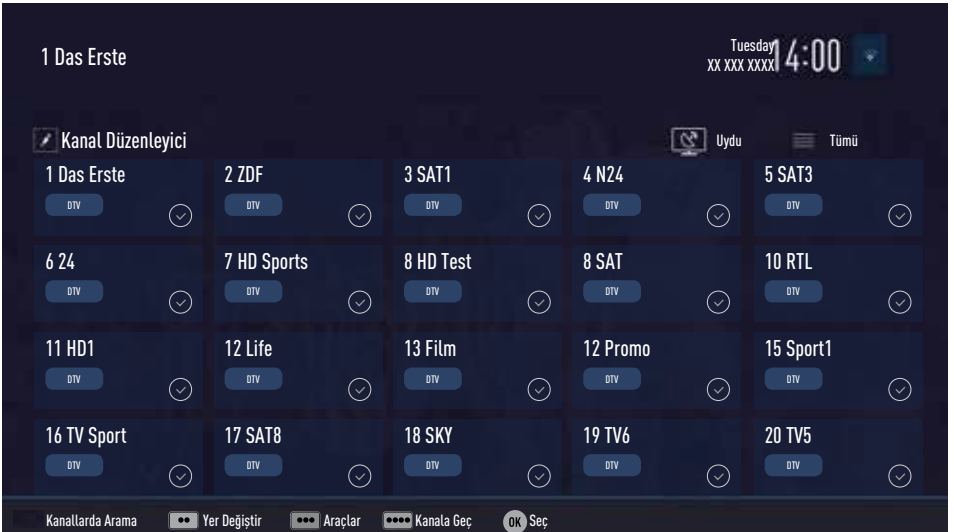 1 Das Erste
Tuesday
XX XXX XXXX
14:00
Kanal Düzenleyici
Uydu
Tümü
1 Das Erste
2 ZDF
3 SAT1
4 N24
5 SAT3
DTV
DTV
DTV
DTV
DTV
6 24
7 HD Sports
8 HD Test
8 SAT
10 RTL
DTV
DTV
DTV
DTV
DTV
11 HD1
12 Life
13 Film
12 Promo
15 Sport1
DTV
DTV
DTV
DTV
DTV
16 TV Sport
17 SAT8
18 SKY
19 TV6
20 TV5
DTV
DTV
DTV
DTV
DTV
Kanallarda Arama
Yer Değiştir
Araçlar
Kanala Geç
OK Seç